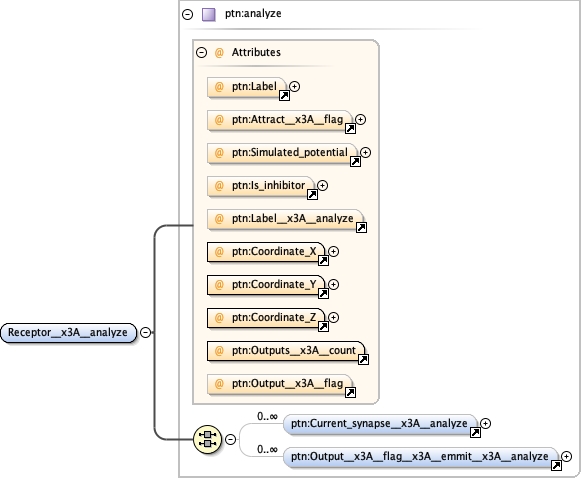 ptn:analyze
@ Attributes
@ ptn:Label
@ ptn:Attract__x3A__flag
@ ptn:Simulated_potential
@ ptn:Is_inhibitor
@ ptn:Label__x3A__analyze
@ ptn:Coordinate_X
@ ptn:Coordinate_Y
@ ptn:Coordinate_Z
@ ptn:Outputs__x3A__count
@ ptn:Output__x3A__flag
Receptor__x3A__analyze
0..∞
ptn:Current_synapse__x3A__analyze
0..∞
ptn:Output__x3A__flag__x3A__emmit__x3A__analyze